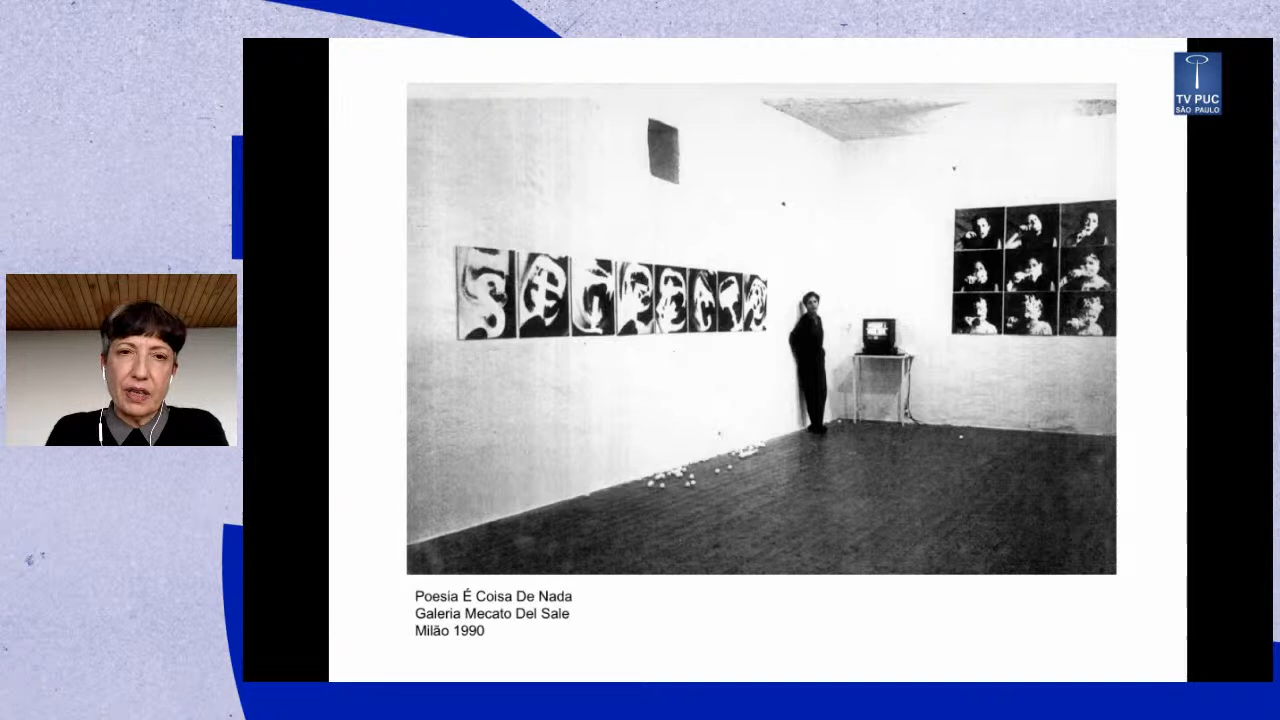 TV PUC
SÃO PAULO
Poesia É Coisa De Nada
Galeria Mecato Del Sale
Milão 1990